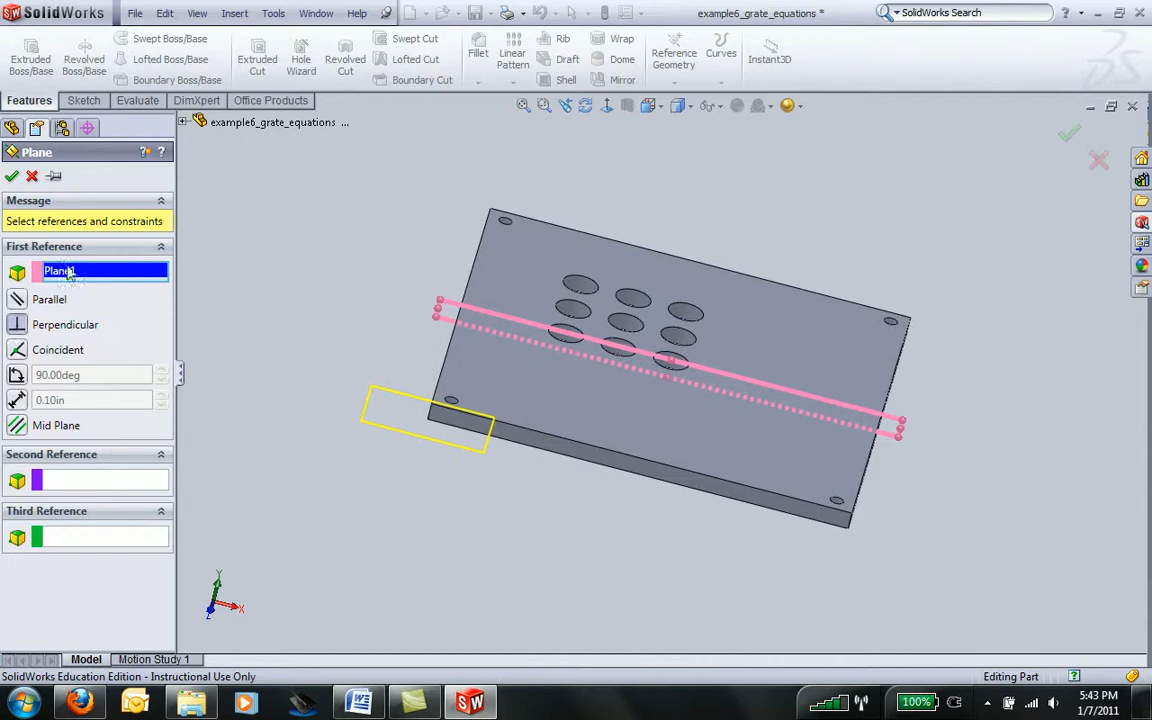 SolidWorks File Edit View Insert Tools Window Help example6_grate_equations * SolidWorks Search ?
Extruded Boss/Base Revolved Boss/Base Swept Boss/Base Lofted Boss/Base Boundary Boss/Base Extruded Cut Hole Wizard Revolved Cut Swept Cut Lofted Cut Boundary Cut Fillet Linear Pattern Rib Draft Shell Wrap Dome Mirror Reference Geometry Curves Instant3D
Features Sketch Evaluate DimXpert Office Products
example6_grate_equations ...
Plane ? ?
Message
Select references and constraints
First Reference
Plane1
Parallel
Perpendicular
Coincident
90.00deg
0.10in
Mid Plane
Second Reference
Third Reference
Y
X
Z
Model Motion Study 1
SolidWorks Education Edition - Instructional Use Only Editing Part ?
W SW 100% 5:43 PM
1/7/2011